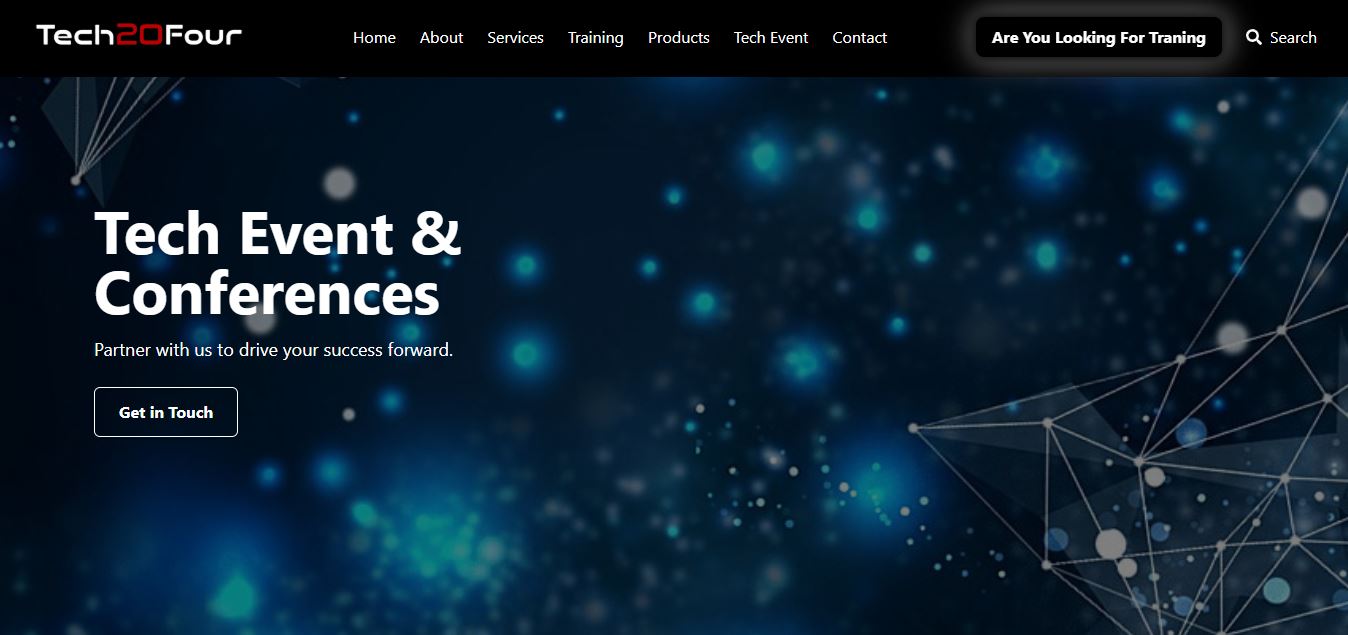 Tech20Four
Home About Services Training Products Tech Event Contact
Are You Looking For Traning
Search
Tech Event &
Conferences
Partner with us to drive your success forward.
Get in Touch